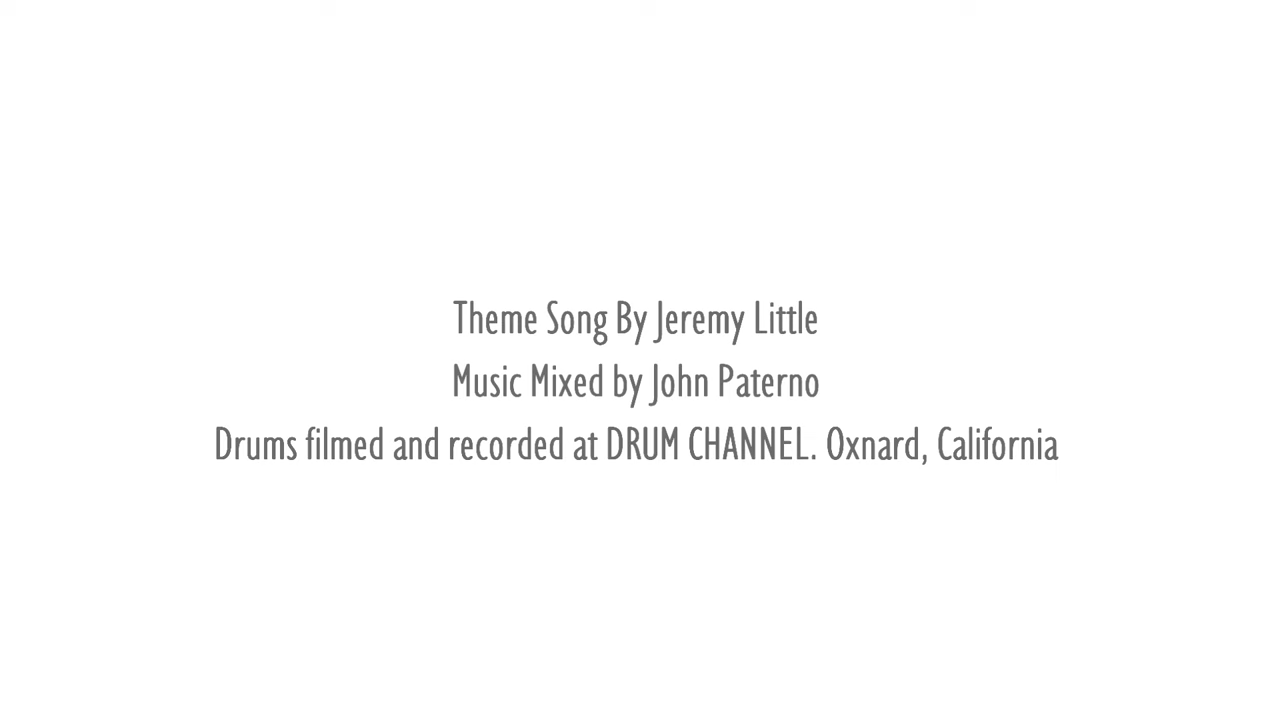 Theme Song By Jeremy Little
Music Mixed by John Paterno
Drums filmed and recorded at DRUM CHANNEL. Oxnard, California